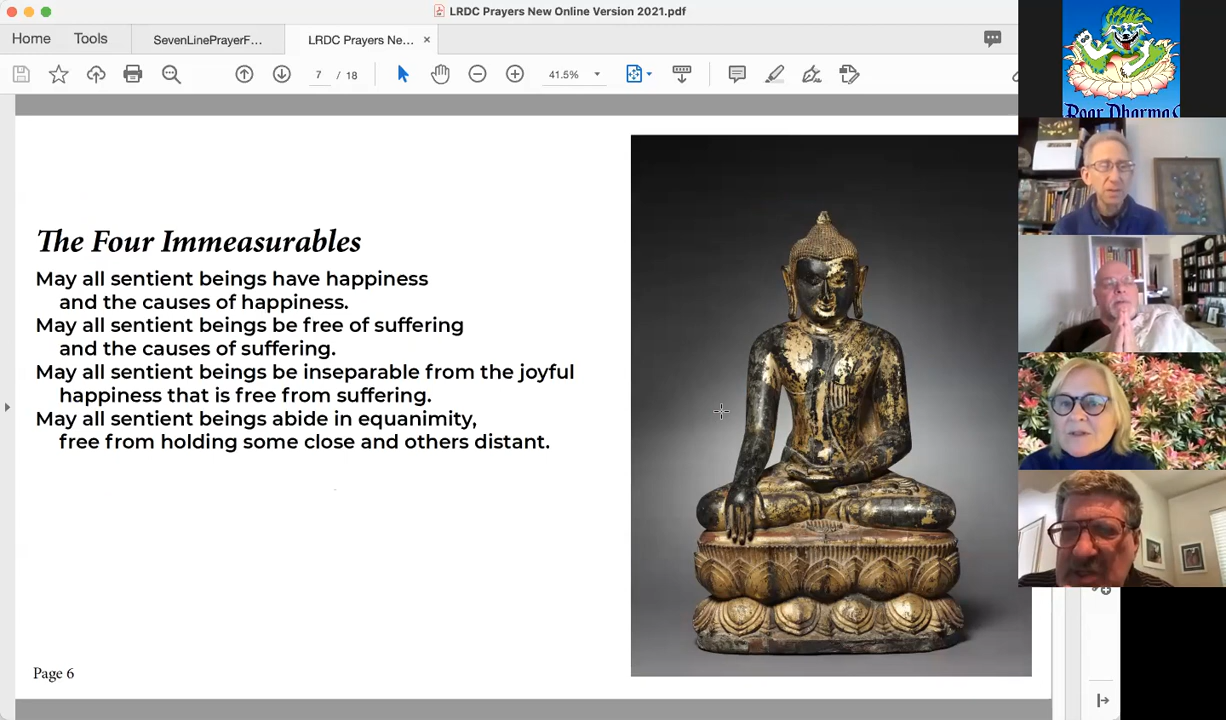 LRDC Prayers New Online Version 2021.pdf
Home
Tools
SevenLinePrayerF...
LRDC Prayers Ne...
×
7 / 18
41.5%
The Four Immeasurables
May all sentient beings have happiness
and the causes of happiness.
May all sentient beings be free of suffering
and the causes of suffering.
May all sentient beings be inseparable from the joyful
happiness that is free from suffering.
May all sentient beings abide in equanimity,
free from holding some close and others distant.
Page 6
Roar Dharma